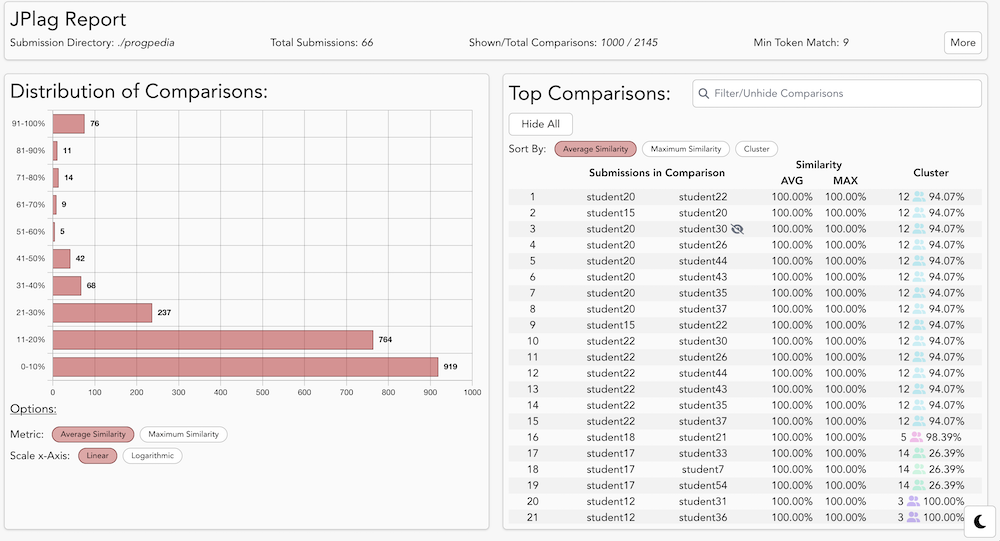 JPlag Report
Submission Directory: ./progpedia Total Submissions: 66 Shown/Total Comparisons: 1000 / 2145 Min Token Match: 9 More
Distribution of Comparisons:
91-100% 76
81-90% 11
71-80% 14
61-70% 9
51-60% 5
41-50% 42
31-40% 68
21-30% 237
11-20% 764
0-10% 919
0 100 200 300 400 500 600 700 800 900 1000
Options:
Metric: Average Similarity Maximum Similarity
Scale x-Axis: Linear Logarithmic
Top Comparisons: Filter/Unhide Comparisons
Hide All
Sort By: Average Similarity Maximum Similarity Cluster
Submissions in Comparison Similarity Cluster
AVG MAX
1 student20 student22 100.00% 100.00% 12 94.07%
2 student15 student20 100.00% 100.00% 12 94.07%
3 student20 student30 100.00% 100.00% 12 94.07%
4 student20 student26 100.00% 100.00% 12 94.07%
5 student20 student44 100.00% 100.00% 12 94.07%
6 student20 student43 100.00% 100.00% 12 94.07%
7 student20 student35 100.00% 100.00% 12 94.07%
8 student20 student37 100.00% 100.00% 12 94.07%
9 student15 student22 100.00% 100.00% 12 94.07%
10 student22 student30 100.00% 100.00% 12 94.07%
11 student22 student26 100.00% 100.00% 12 94.07%
12 student22 student44 100.00% 100.00% 12 94.07%
13 student22 student43 100.00% 100.00% 12 94.07%
14 student22 student35 100.00% 100.00% 12 94.07%
15 student22 student37 100.00% 100.00% 12 94.07%
16 student18 student21 100.00% 100.00% 5 98.39%
17 student17 student33 100.00% 100.00% 14 26.39%
18 student17 student7 100.00% 100.00% 14 26.39%
19 student17 student54 100.00% 100.00% 14 26.39%
20 student12 student31 100.00% 100.00% 3 100.00%
21 student12 student36 100.00% 100.00% 3 100.00%